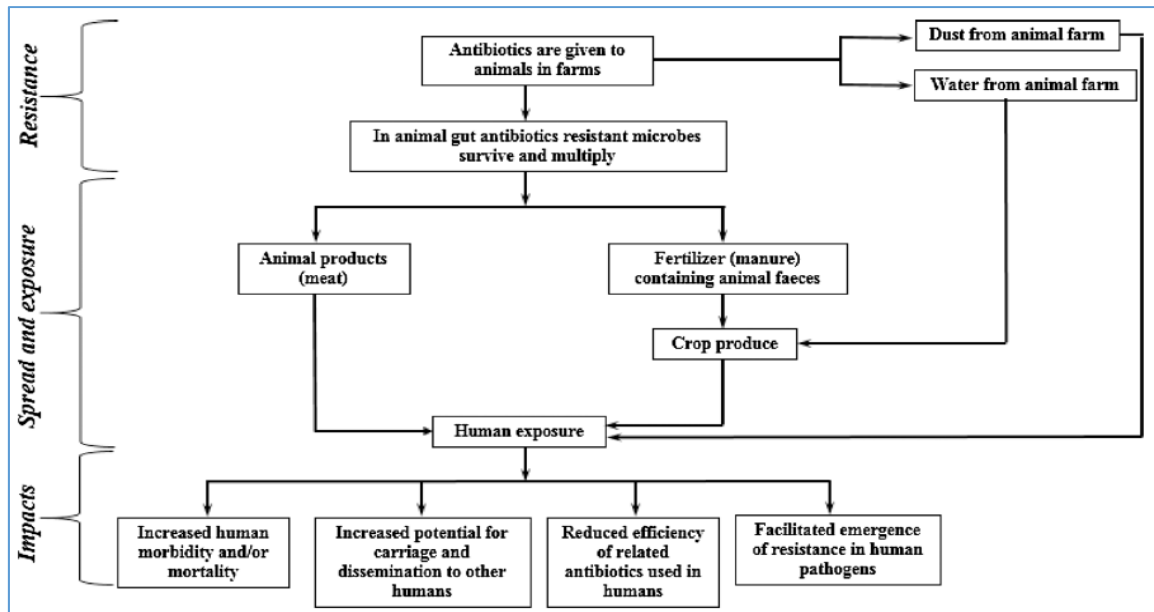 Resistance
Antibiotics are given to
animals in farms
Dust from animal farm
Water from animal farm
In animal gut antibiotics resistant microbes
survive and multiply
Spread and exposure
Animal products
(meat)
Fertilizer (manure)
containing animal faeces
Crop produce
Human exposure
Impacts
Increased human
morbidity and/or
mortality
Increased potential for
carriage and
dissemination to other
humans
Reduced efficiency
of related
antibiotics used in
humans
Facilitated emergence
of resistance in human
pathogens